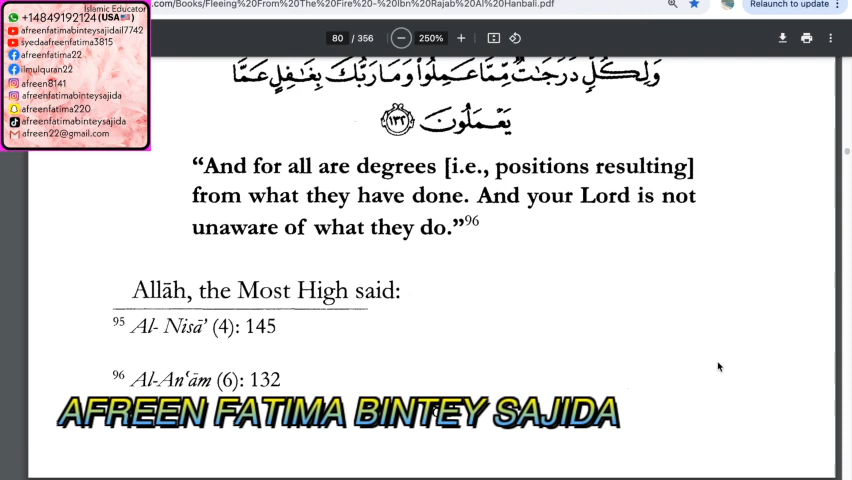 Islamic Educator
+14849192124 (USA🇺🇸)
afreenfatimabinteysajidail7742
syedaafreenfatima3815
afreenfatima22
ilmulquran22
afreen8141
afreenfatimabinteysajida
afreenfatima220
afreenfatimabinteysajida
afreen22@gmail.com
.com/Books/Fleeing%20From%20The%20Fire%20-%20Ibn%20Rajab%20Al%20Hanbali.pdf
Relaunch to update
80 / 356
250%
وَلِكُلٍّ دَرَجَاتٌ مِّمَّا عَمِلُوا۟ وَمَا رَبُّكَ بِغَافِلٍ عَمَّا
يَعْمَلُونَ ١٣٢
“And for all are degrees [i.e., positions resulting]
from what they have done. And your Lord is not
unaware of what they do.”96
Allāh, the Most High said:
95 Al- Nisā’ (4): 145
96 Al-An‘ām (6): 132
AFREEN FATIMA BINTEY SAJIDA